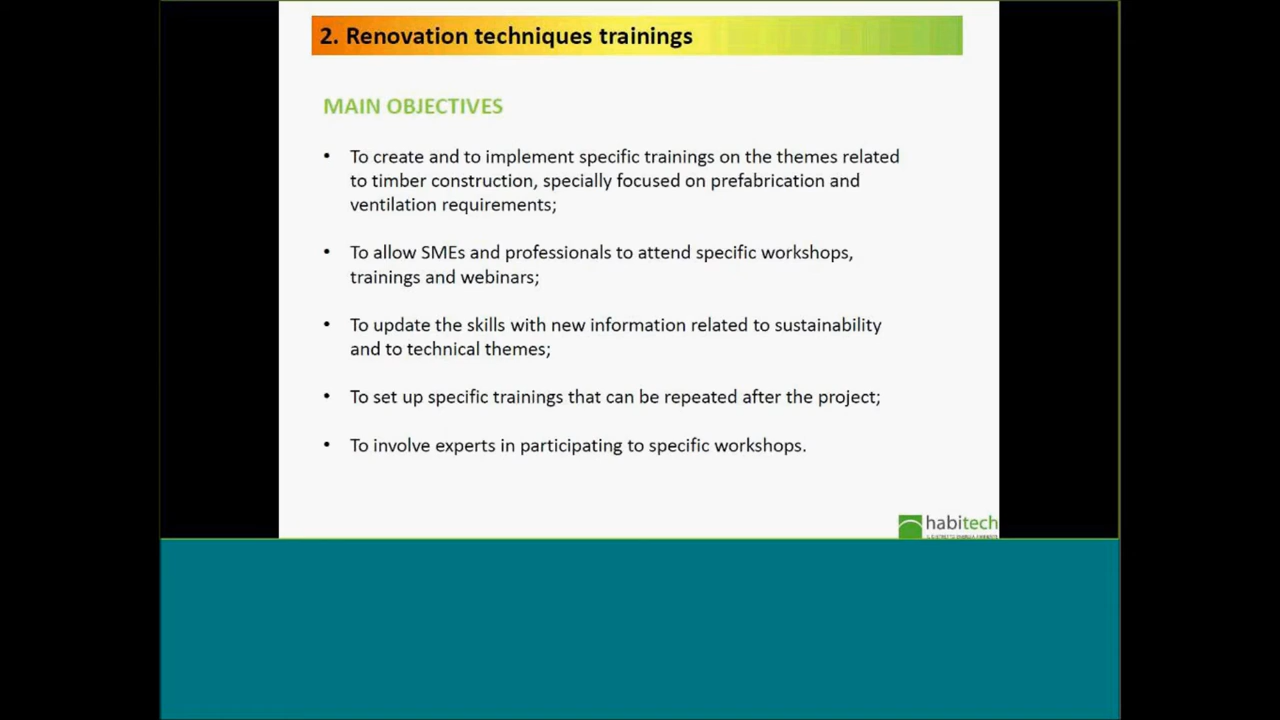 2. Renovation techniques trainings
MAIN OBJECTIVES
• To create and to implement specific trainings on the themes related
to timber construction, specially focused on prefabrication and
ventilation requirements;
• To allow SMEs and professionals to attend specific workshops,
trainings and webinars;
• To update the skills with new information related to sustainability
and to technical themes;
• To set up specific trainings that can be repeated after the project;
• To involve experts in participating to specific workshops.
habitech